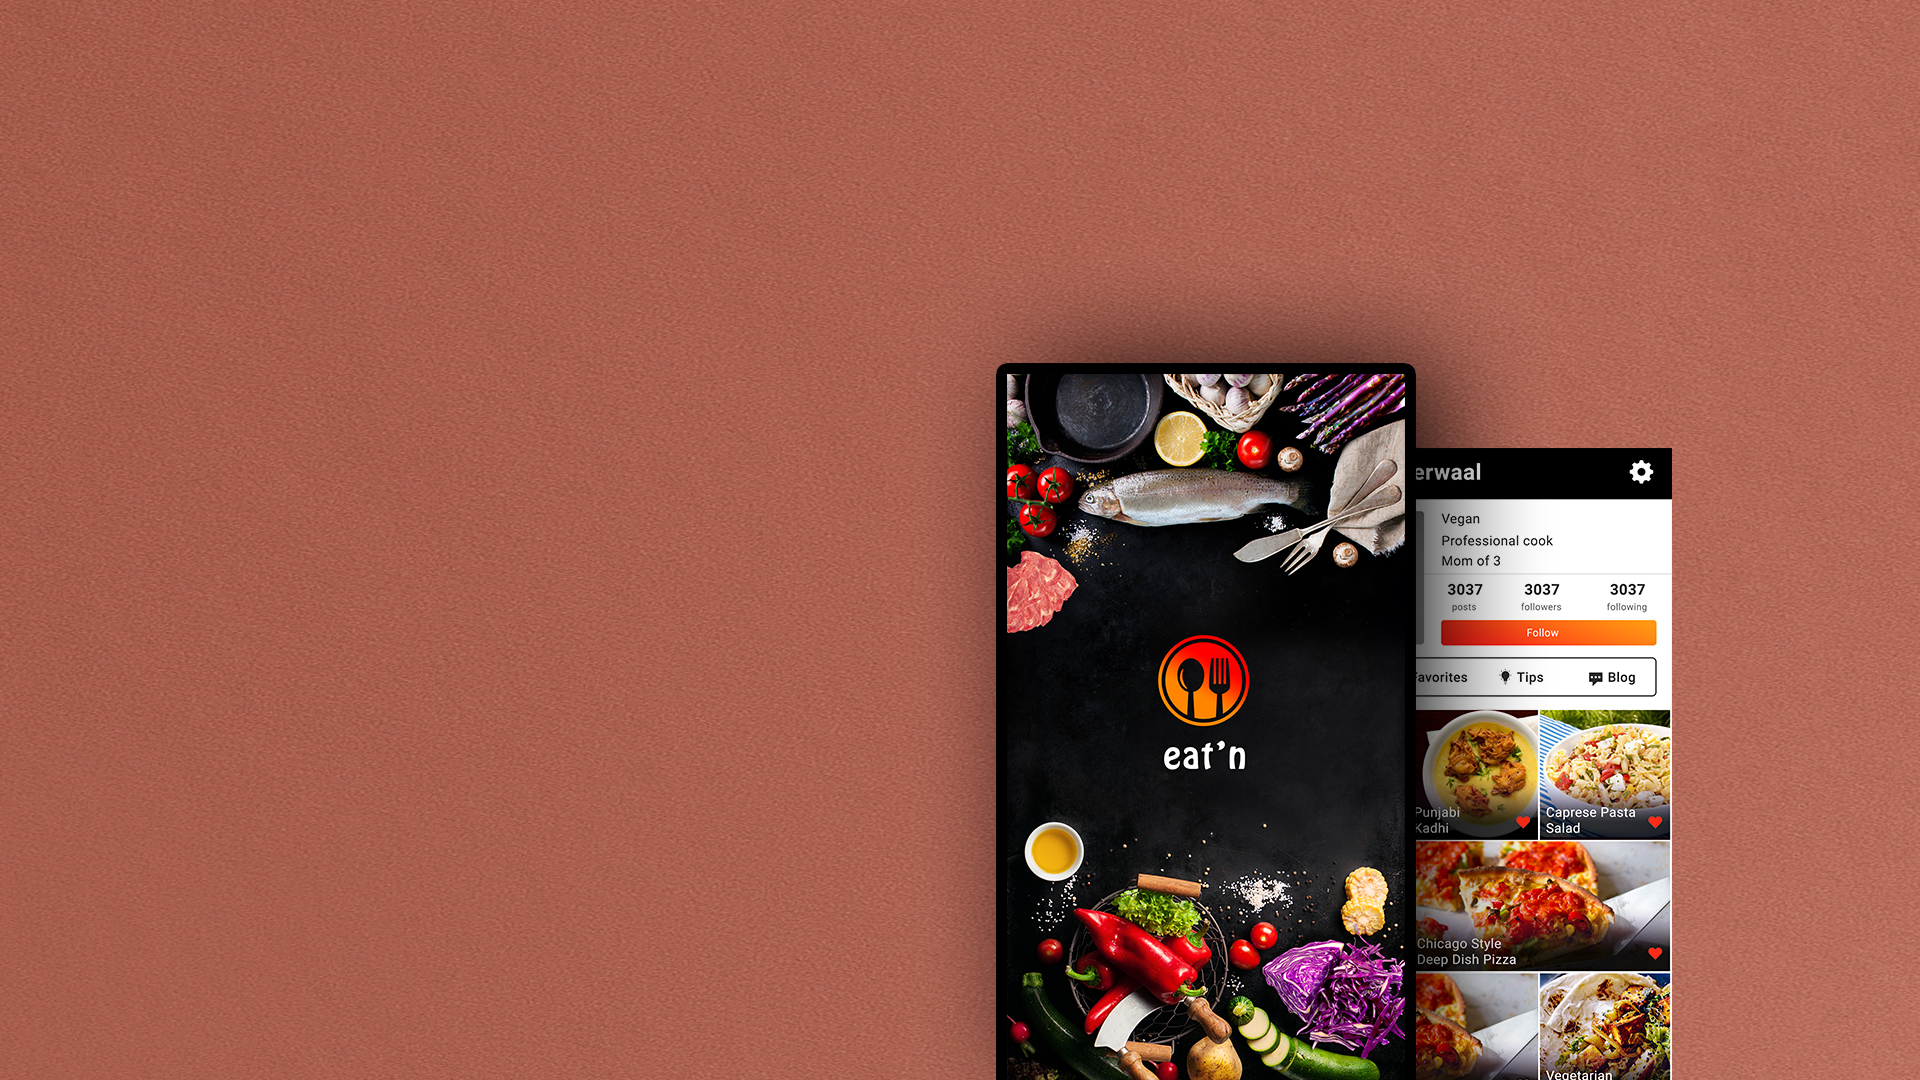 eat’n
erwaal
Vegan
Professional cook
Mom of 3
3037 3037 3037
posts followers following
Follow
avorites Tips Blog
Punjabi
Kadhi
Caprese Pasta
Salad
Chicago Style
Deep Dish Pizza
Vegetarian